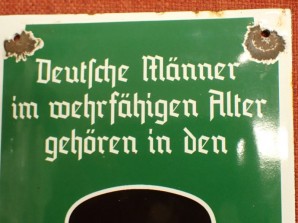 Deutsche Männer
im wehrfähigen Alter
gehören in den